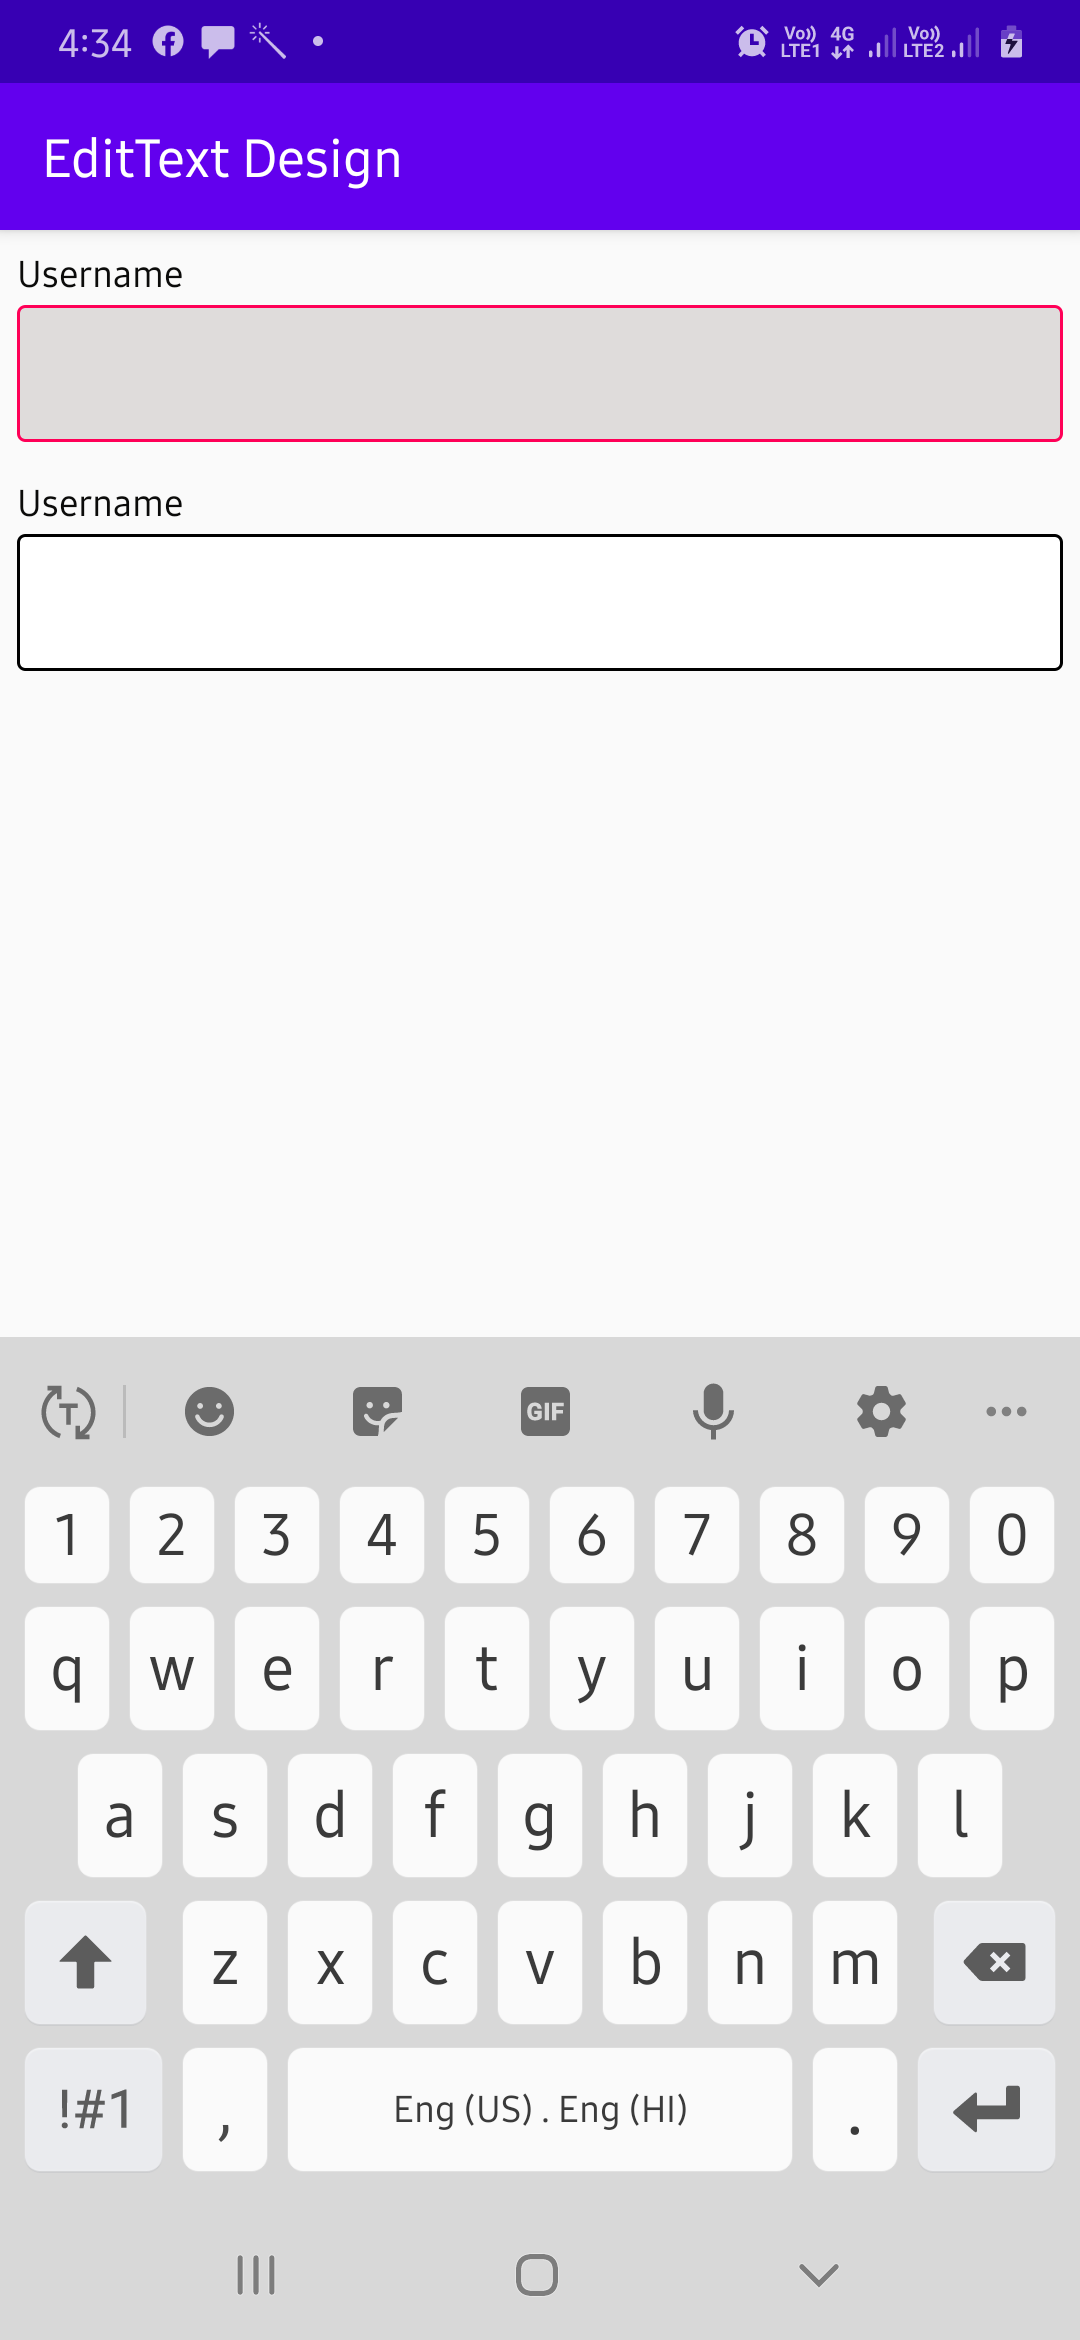 4:34 Vo)) LTE1 4G Vo)) LTE2
EditText Design
Username
Username
T GIF
1 2 3 4 5 6 7 8 9 0
q w e r t y u i o p
a s d f g h j k l
z x c v b n m
!#1 , Eng (US) . Eng (HI) .